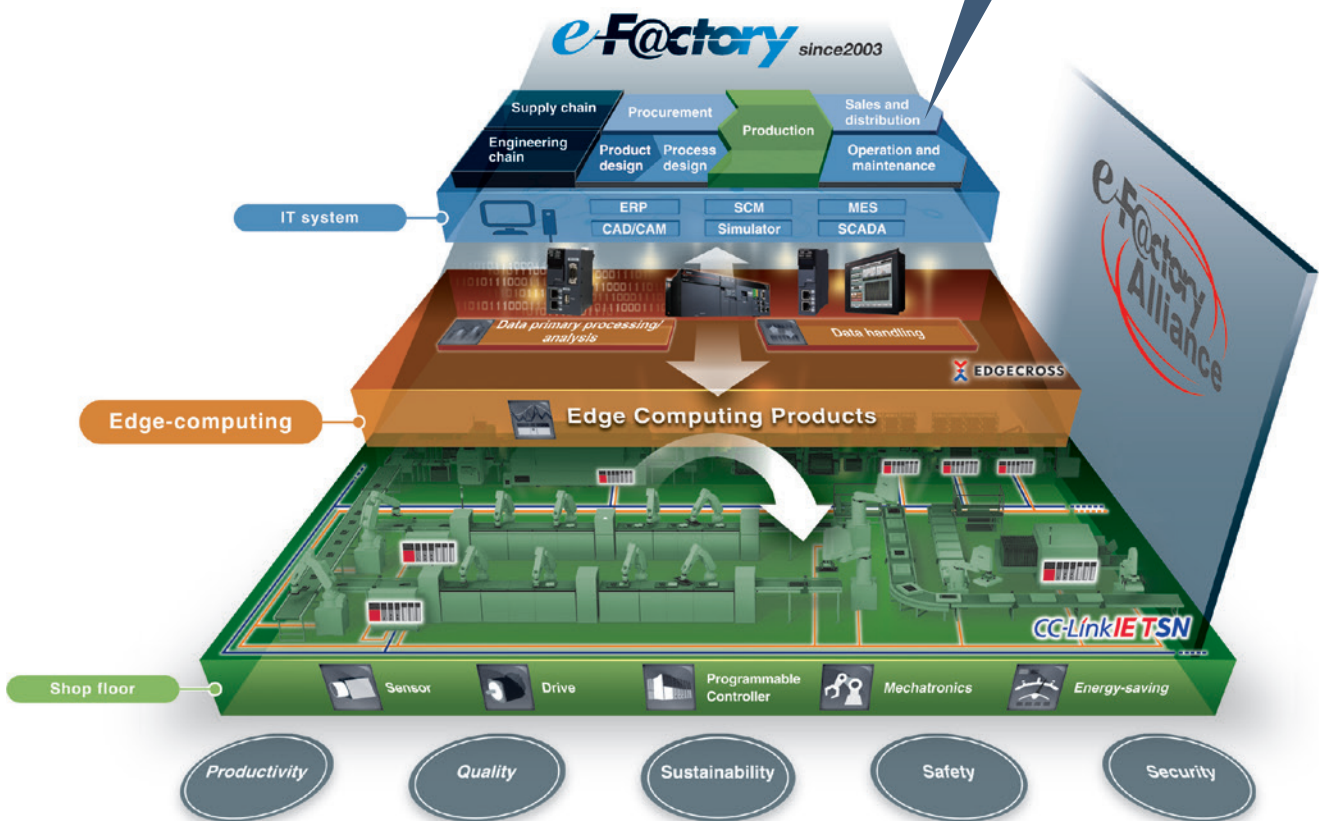 e-F@ctory since2003
Supply chain
Procurement
Production
Sales and
distribution
Engineering
chain
Product
design
Process
design
Operation and
maintenance
IT system
ERP
SCM
MES
CAD/CAM
Simulator
SCADA
Data primary processing/
analysis
Data handling
EDGECROSS
Edge-computing
Edge Computing Products
e-F@ctory
Alliance
CC-Link IE TSN
Shop floor
Sensor
Drive
Programmable
Controller
Mechatronics
Energy-saving
Productivity
Quality
Sustainability
Safety
Security